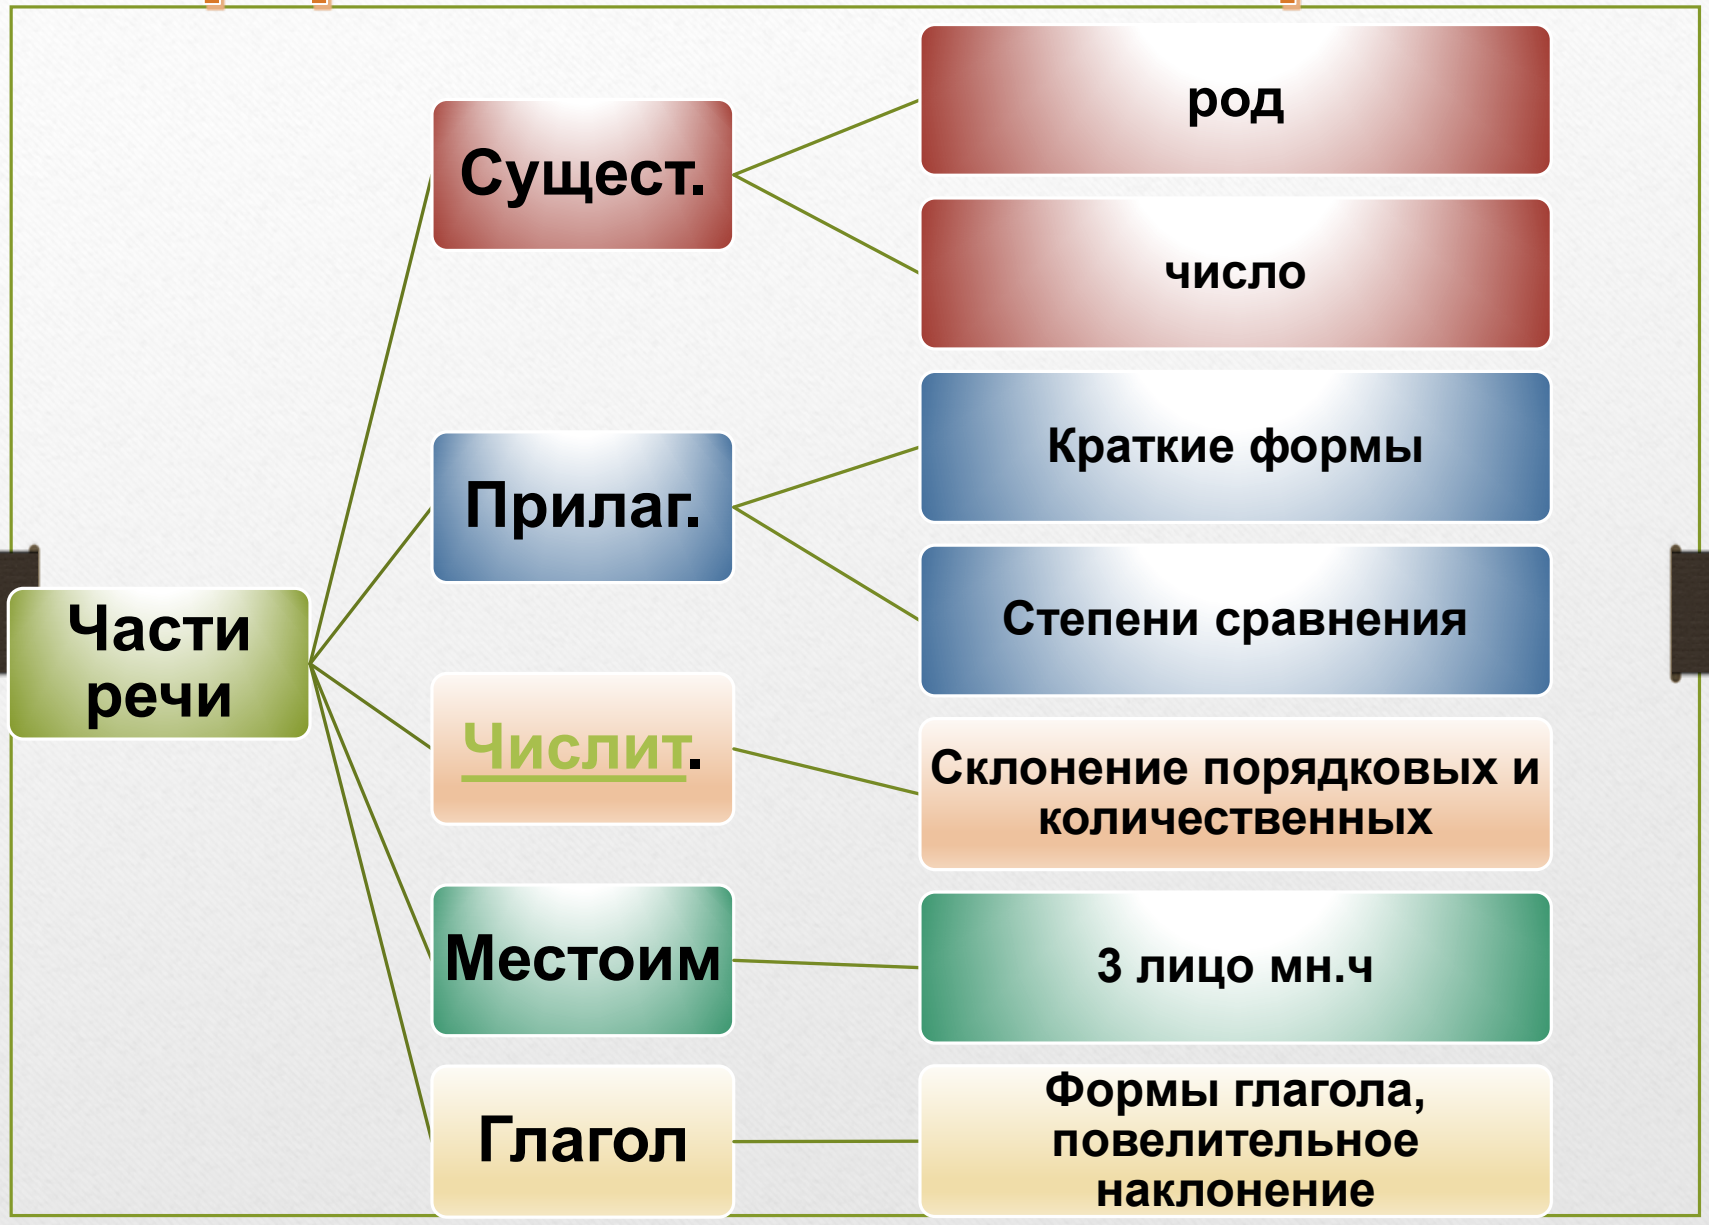 Части
речи
Сущест.
род
число
Прилаг.
Краткие формы
Степени сравнения
Числит.
Склонение порядковых и
количественных
Местоим
3 лицо мн.ч
Глагол
Формы глагола,
повелительное
наклонение